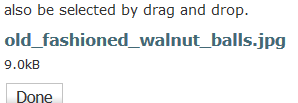 also be selected by drag and drop.
old_fashioned_walnut_balls.jpg
9.0kB
Done